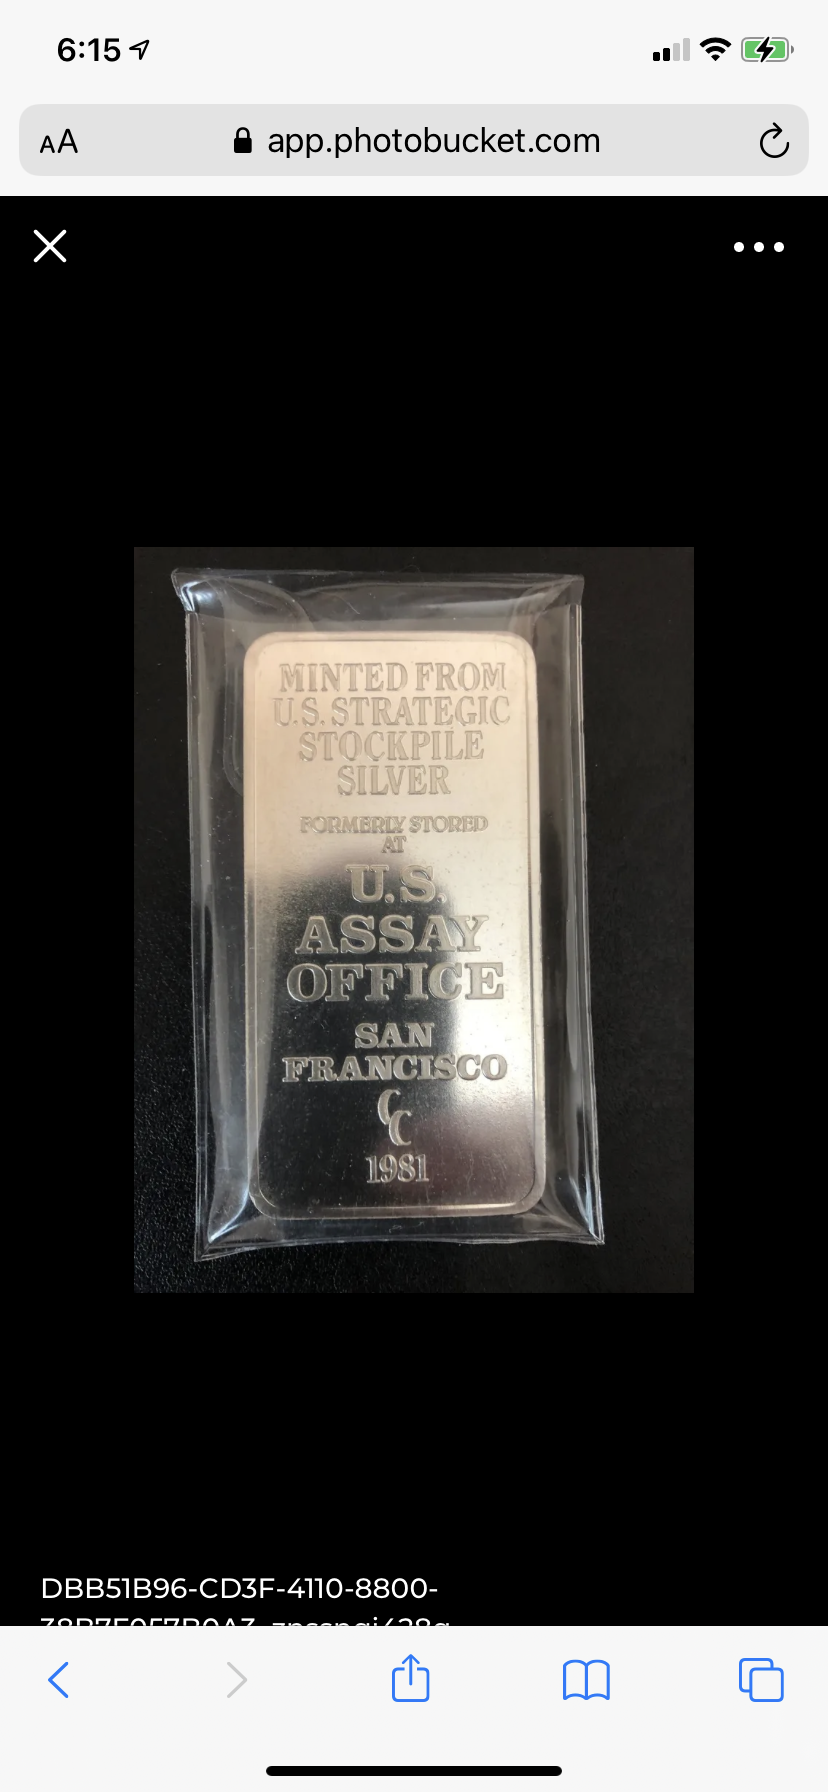 6:15
AA app.photobucket.com
MINTED FROM
U.S. STRATEGIC
STOCKPILE
SILVER
FORMERLY STORED
AT
U.S.
ASSAY
OFFICE
SAN
FRANCISCO
CC
1981
DBB51B96-CD3F-4110-8800-